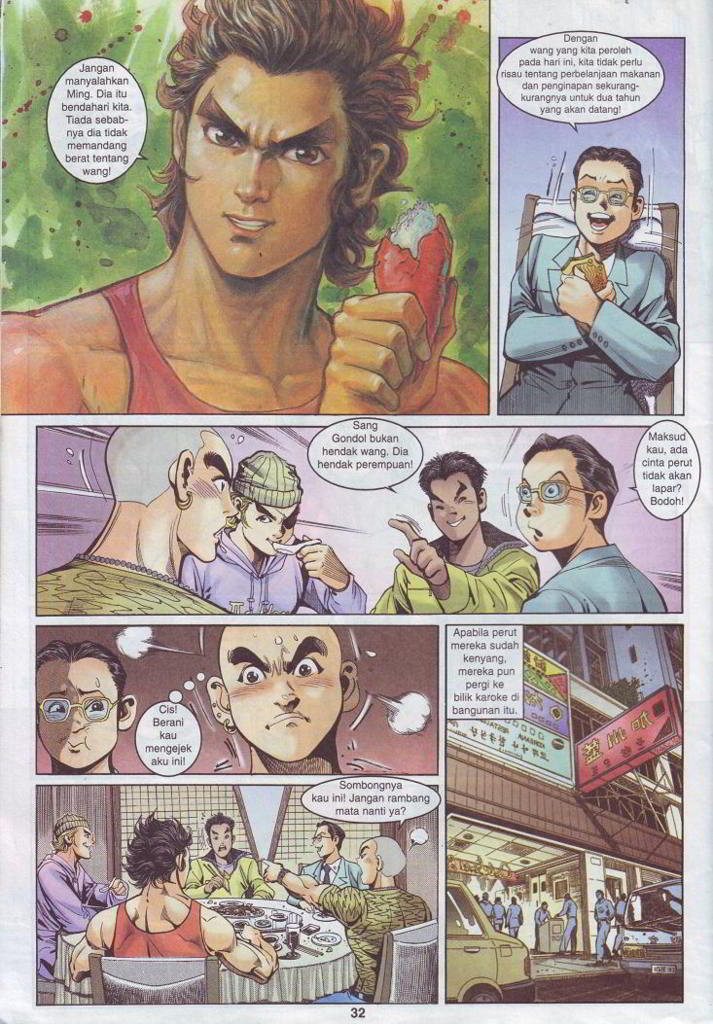 Jangan
manyalahkan
Ming. Dia itu
bendahari kita.
Tiada sebab-
nya dia tidak
memandang
berat tentang
wang!
Dengan
wang yang kita peroleh
pada hari ini, kita tidak perlu
risau tentang perbelanjaan makanan
dan penginapan sekurang-
kurangnya untuk dua tahun
yang akan datang!
Sang
Gondol bukan
hendak wang. Dia
hendak perempuan!
Maksud
kau, ada
cinta perut
tidak akan
lapar?
Bodoh!
Cis!
Berani
kau
mengejek
aku ini!
Apabila perut
mereka sudah
kenyang,
mereka pun
pergi ke
bilik karoke di
bangunan itu.
Sombongnya
kau ini! Jangan rambang
mata nanti ya?
32